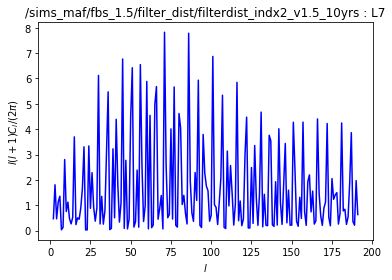 /sims_maf/fbs_1.5/filter_dist/filterdist_indx2_v1.5_10yrs : L7
8
7
6
5
4
3
2
1
0
l(l + 1)C_l/(2π)
0 25 50 75 100 125 150 175 200
l